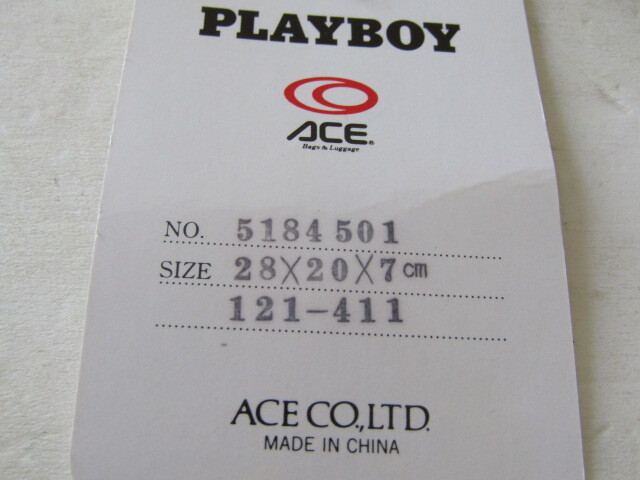 PLAYBOY
ACE®
Bags & Luggage
NO. 5184 501
SIZE 28×20×7cm
121-411
ACE CO.,LTD.
MADE IN CHINA